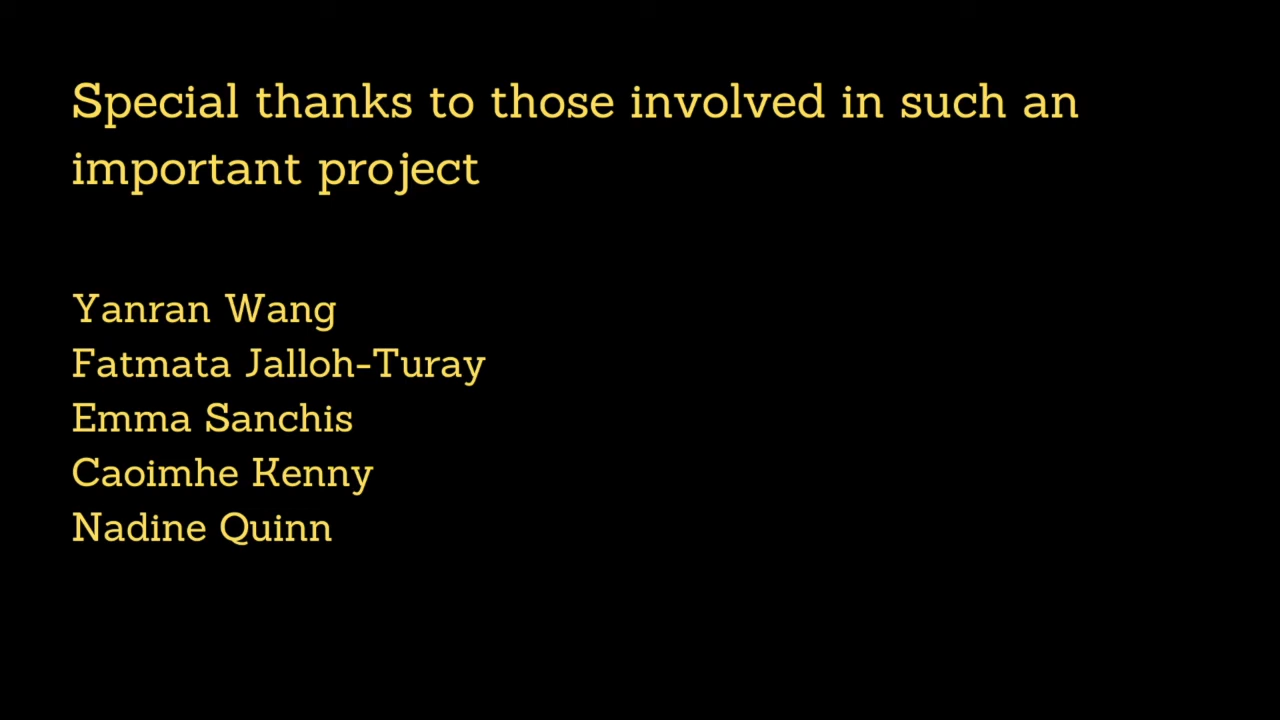 Special thanks to those involved in such an
important project
Yanran Wang
Fatmata Jalloh-Turay
Emma Sanchis
Caoimhe Kenny
Nadine Quinn